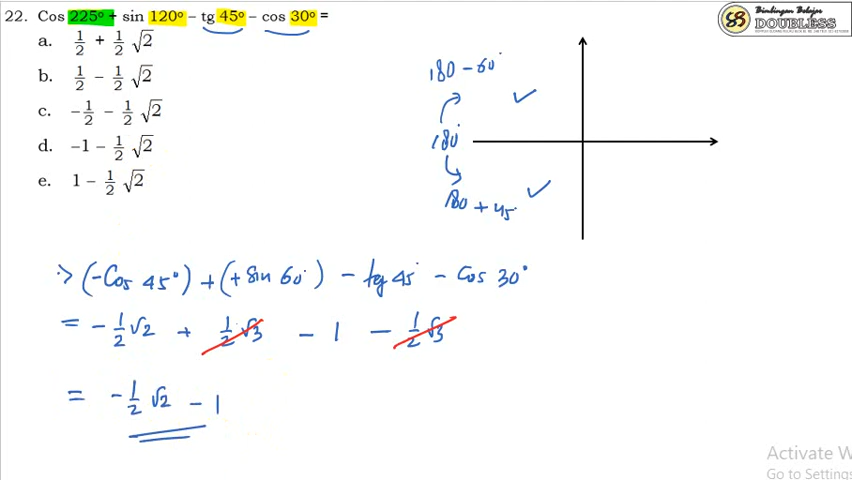 22. Cos 225° + sin 120° – tg 45° – cos 30° =
a. 1/2 + 1/2 √2
b. 1/2 – 1/2 √2
c. –1/2 – 1/2 √2
d. –1 – 1/2 √2
e. 1 – 1/2 √2
Bimbingan Belajar
DOUBLESS
180 – 60°
180°
180 + 45°
(-Cos 45°) + (+Sin 60°) – tg 45° – cos 30°
= – 1/2 √2 + 1/2 √3 – 1 – 1/2 √3
= – 1/2 √2 – 1
Activate W
Go to Settings